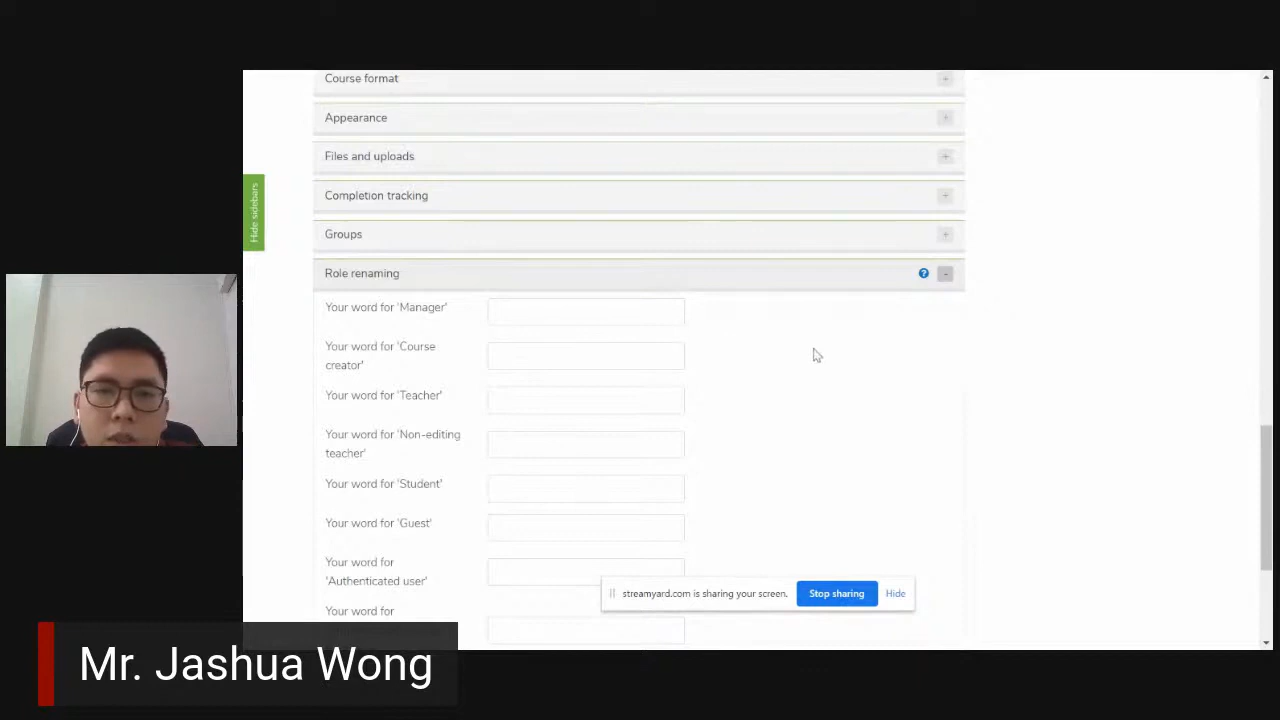 Course format
+
Appearance
+
Files and uploads
+
Completion tracking
+
Groups
+
Role renaming
?
-
Hide sidebars
Your word for 'Manager'
Your word for 'Course
creator'
Your word for 'Teacher'
Your word for 'Non-editing
teacher'
Your word for 'Student'
Your word for 'Guest'
Your word for
'Authenticated user'
Your word for
streamyard.com is sharing your screen.
Stop sharing
Hide
Mr. Jashua Wong